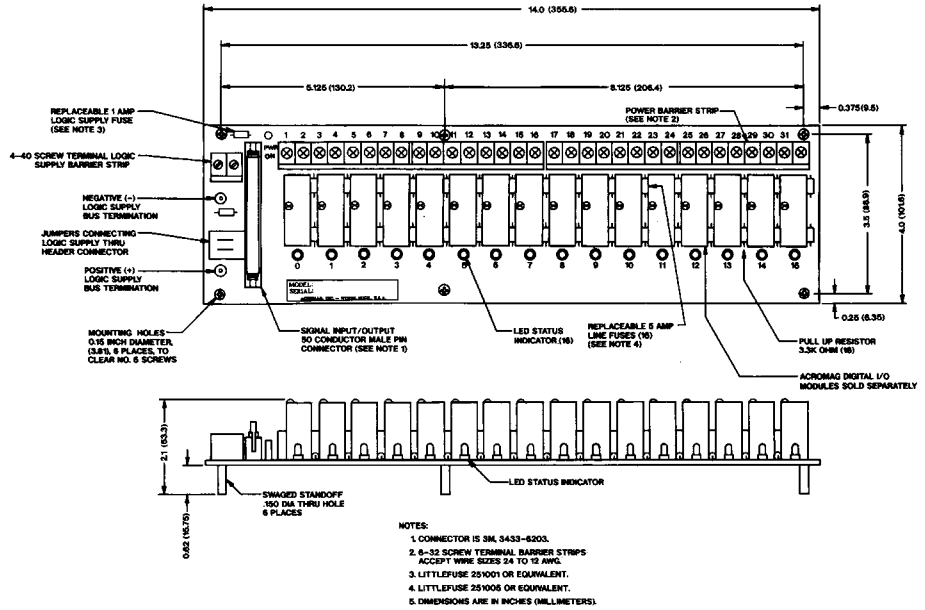 14.0 (355.6)
13.25 (336.6)
5.125 (130.2)
8.125 (206.4)
0.375(9.5)
REPLACEABLE 1 AMP
LOGIC SUPPLY FUSE
(SEE NOTE 3)
POWER BARRIER STRIP
(SEE NOTE 2)
1 2 3 4 5 6 7 8 9 10 11 12 13 14 15 16 17 18 19 20 21 22 23 24 25 26 27 28 29 30 31
PWR
ON
4-40 SCREW TERMINAL LOGIC
SUPPLY BARRIER STRIP
NEGATIVE (-)
LOGIC SUPPLY
BUS TERMINATION
3.5 (88.9)
4.0 (101.6)
JUMPERS CONNECTING
LOGIC SUPPLY THRU
HEADER CONNECTOR
0 1 2 3 4 5 6 7 8 9 10 11 12 13 14 15
POSITIVE (+)
LOGIC SUPPLY
BUS TERMINATION
MODEL:
SERIAL:
0.25 (6.35)
MOUNTING HOLES
0.15 INCH DIAMETER,
(3.81), 6 PLACES, TO
CLEAR NO. 6 SCREWS
SIGNAL INPUT/OUTPUT
50 CONDUCTOR MALE PIN
CONNECTOR (SEE NOTE 1)
LED STATUS
INDICATOR (16)
REPLACEABLE 5 AMP
LINE FUSES (16)
(SEE NOTE 4)
PULL UP RESISTOR
3.3K OHM (16)
ACROMAG DIGITAL I/O
MODULES SOLD SEPARATELY
2.1 (53.3)
0.62 (15.75)
SWAGED STANDOFF
.150 DIA THRU HOLE
6 PLACES
LED STATUS INDICATOR
NOTES:
1. CONNECTOR IS 3M, 3433-6203.
2. 6-32 SCREW TERMINAL BARRIER STRIPS
ACCEPT WIRE SIZES 24 TO 12 AWG.
3. LITTLEFUSE 251001 OR EQUIVALENT.
4. LITTLEFUSE 251005 OR EQUIVALENT.
5. DIMENSIONS ARE IN INCHES (MILLIMETERS).